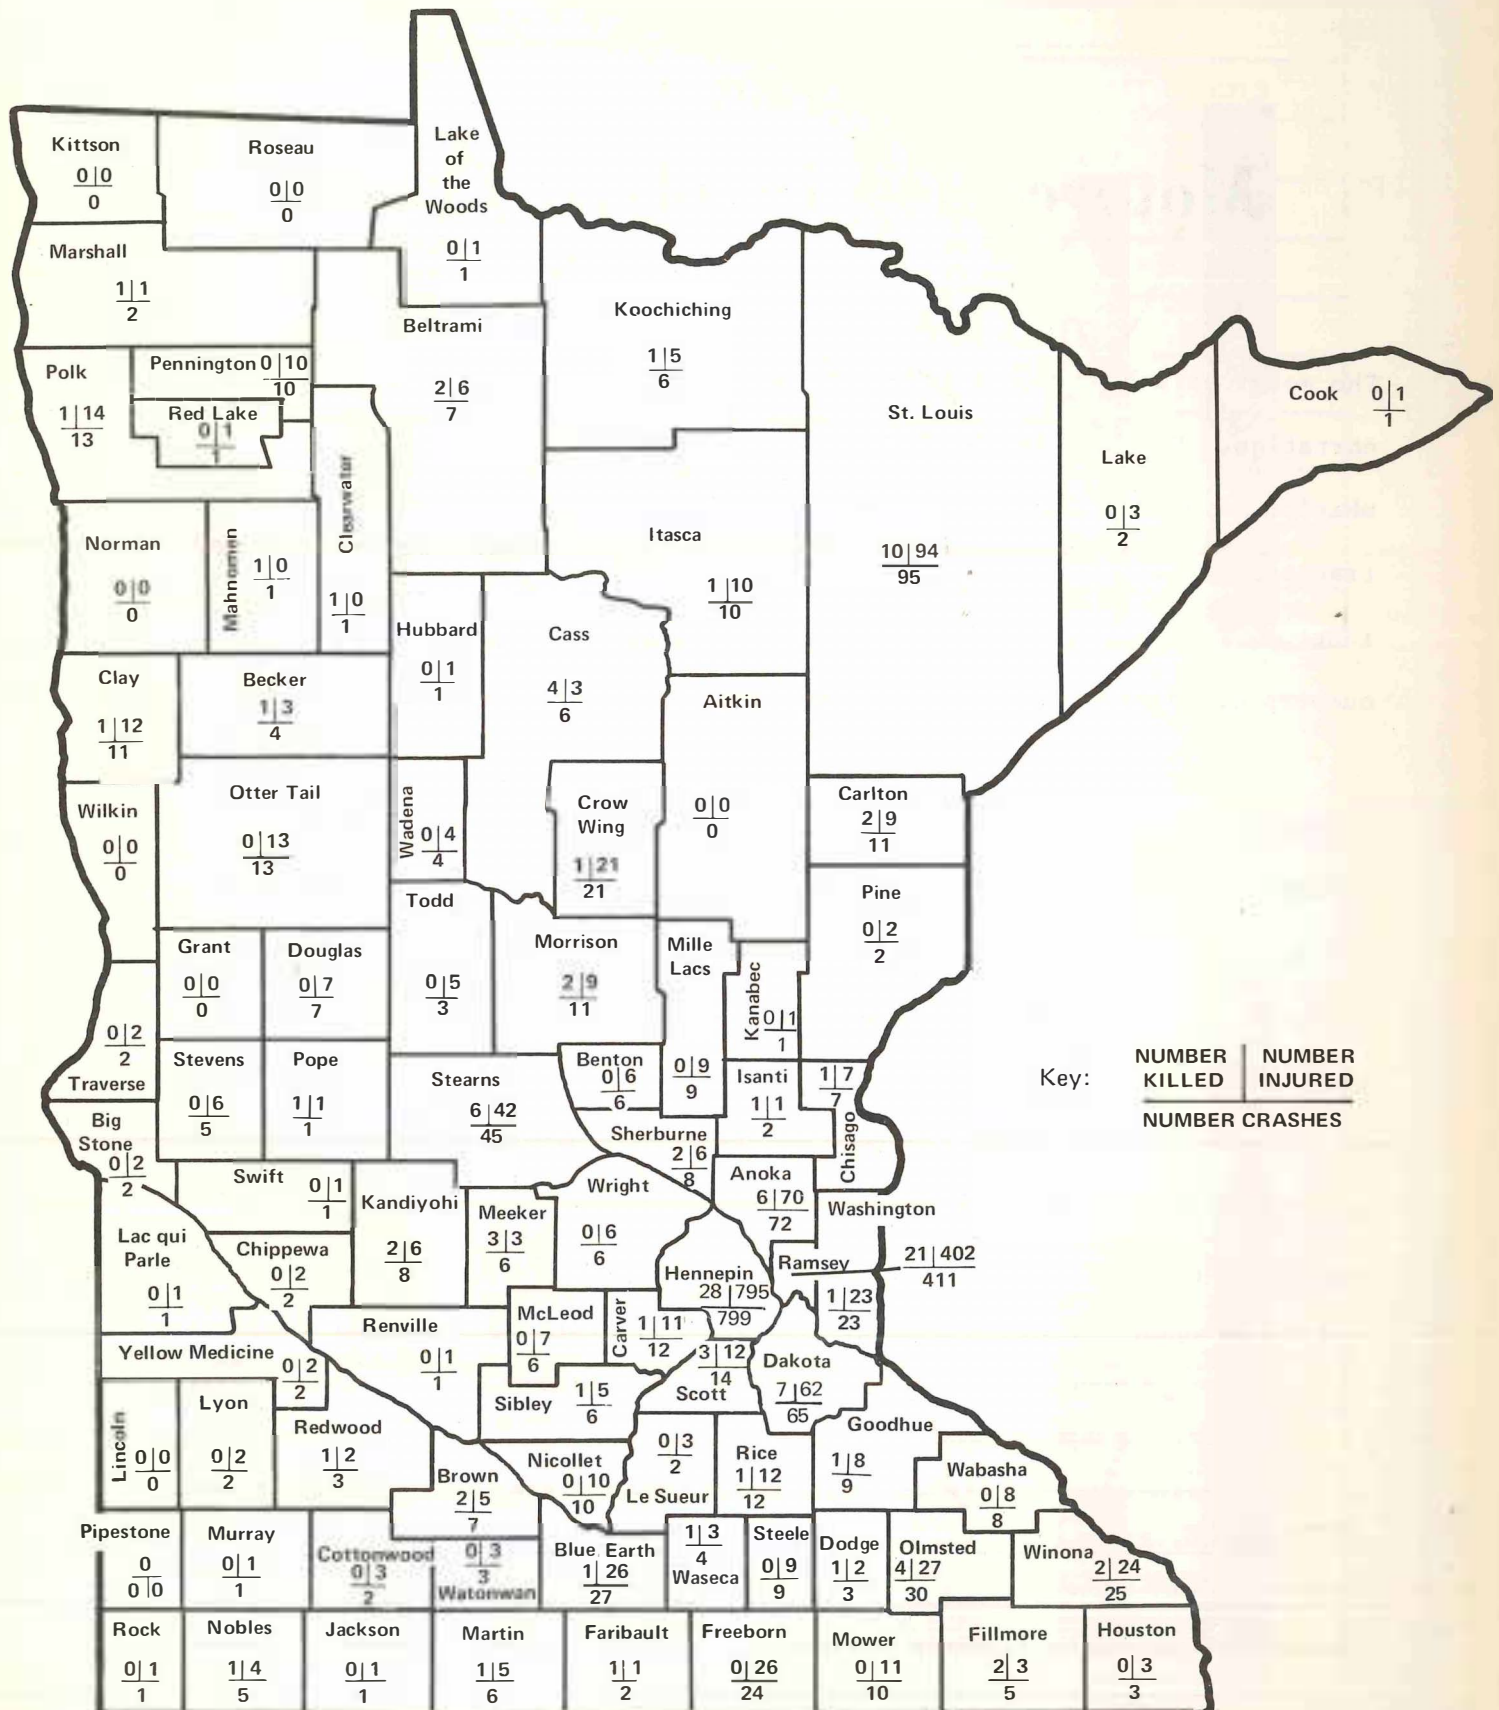 Kittson
0|0
0
Roseau
0|0
0
Lake
of
the
Woods
0|1
1
Marshall
1|1
2
Koochiching
1|5
6
Beltrami
2|6
7
Polk
1|14
13
Pennington 0|10
10
Red Lake
0|1
1
St. Louis
10|94
95
Cook 0|1
1
Lake
0|3
2
Clearwater
1|0
1
Norman
0|0
0
Mahnomen
1|0
1
Itasca
1|10
10
Hubbard
0|1
1
Cass
4|3
6
Clay
1|12
11
Becker
1|3
4
Aitkin
0|0
0
Wilkin
0|0
0
Otter Tail
0|13
13
Wadena
0|4
4
Crow
Wing
1|21
21
Carlton
2|9
11
Todd
0|5
3
Pine
0|2
2
Grant
0|0
0
Douglas
0|7
7
Morrison
2|9
11
Mille
Lacs
0|9
9
Kanabec
0|1
1
0|2
2
Traverse
Stevens
0|6
5
Pope
1|1
1
Stearns
6|42
45
Benton
0|6
6
Isanti
1|1
2
1|7
7
Chisago
Key:
NUMBER KILLED | NUMBER INJURED
NUMBER CRASHES
Big
Stone
0|2
2
Sherburne
2|6
8
Swift
0|1
1
Kandiyohi
2|6
8
Meeker
3|3
6
Wright
0|6
6
Anoka
6|70
72
Washington
Lac qui
Parle
0|1
1
Chippewa
0|2
2
Hennepin
28|795
799
Ramsey
21|402
411
1|23
23
McLeod
0|7
6
Carver
1|11
12
Renville
0|1
1
Yellow Medicine
0|2
2
3|12
14
Scott
Dakota
7|62
65
Sibley
1|5
6
Lincoln
0|0
0
Lyon
0|2
2
Redwood
1|2
3
Goodhue
1|8
9
Nicollet
0|10
10
0|3
2
Le Sueur
Rice
1|12
12
Brown
2|5
7
Wabasha
0|8
8
Pipestone
0
0|0
Murray
0|1
1
Cottonwood
0|3
2
0|3
3
Watonwan
Blue Earth
1|26
27
1|3
4
Waseca
Steele
0|9
9
Dodge
1|2
3
Olmsted
4|27
30
Winona
2|24
25
Rock
0|1
1
Nobles
1|4
5
Jackson
0|1
1
Martin
1|5
6
Faribault
1|1
2
Freeborn
0|26
24
Mower
0|11
10
Fillmore
2|3
5
Houston
0|3
3